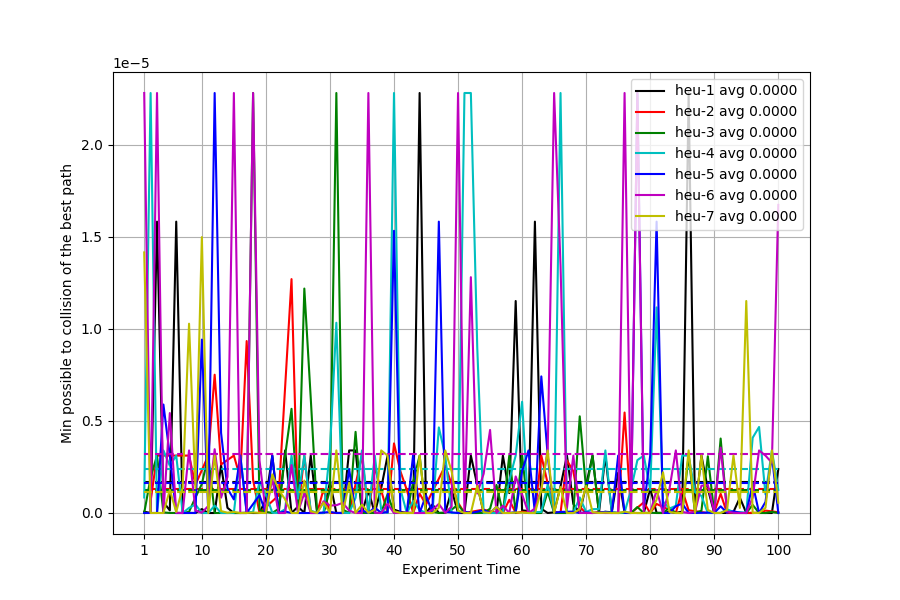 1e−5
Min possible to collision of the best path
2.0
1.5
1.0
0.5
0.0
heu-1 avg 0.0000
heu-2 avg 0.0000
heu-3 avg 0.0000
heu-4 avg 0.0000
heu-5 avg 0.0000
heu-6 avg 0.0000
heu-7 avg 0.0000
1 10 20 30 40 50 60 70 80 90 100
Experiment Time